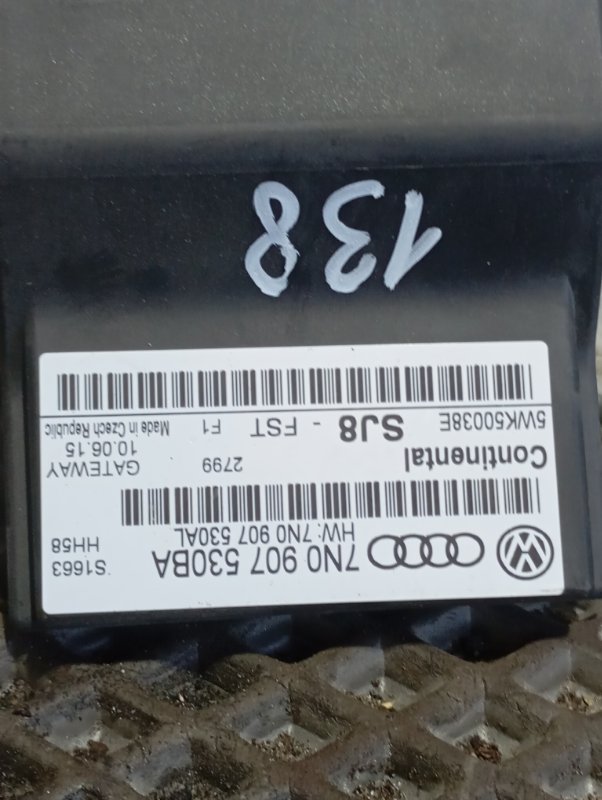 7N0 907 530BA S1663
HW: 7N0 907 530AL HH58
Continental 2799 GATEWAY
10.06.15
5WK50038E SJ8 - FST F1 Made in Czech Republic
138